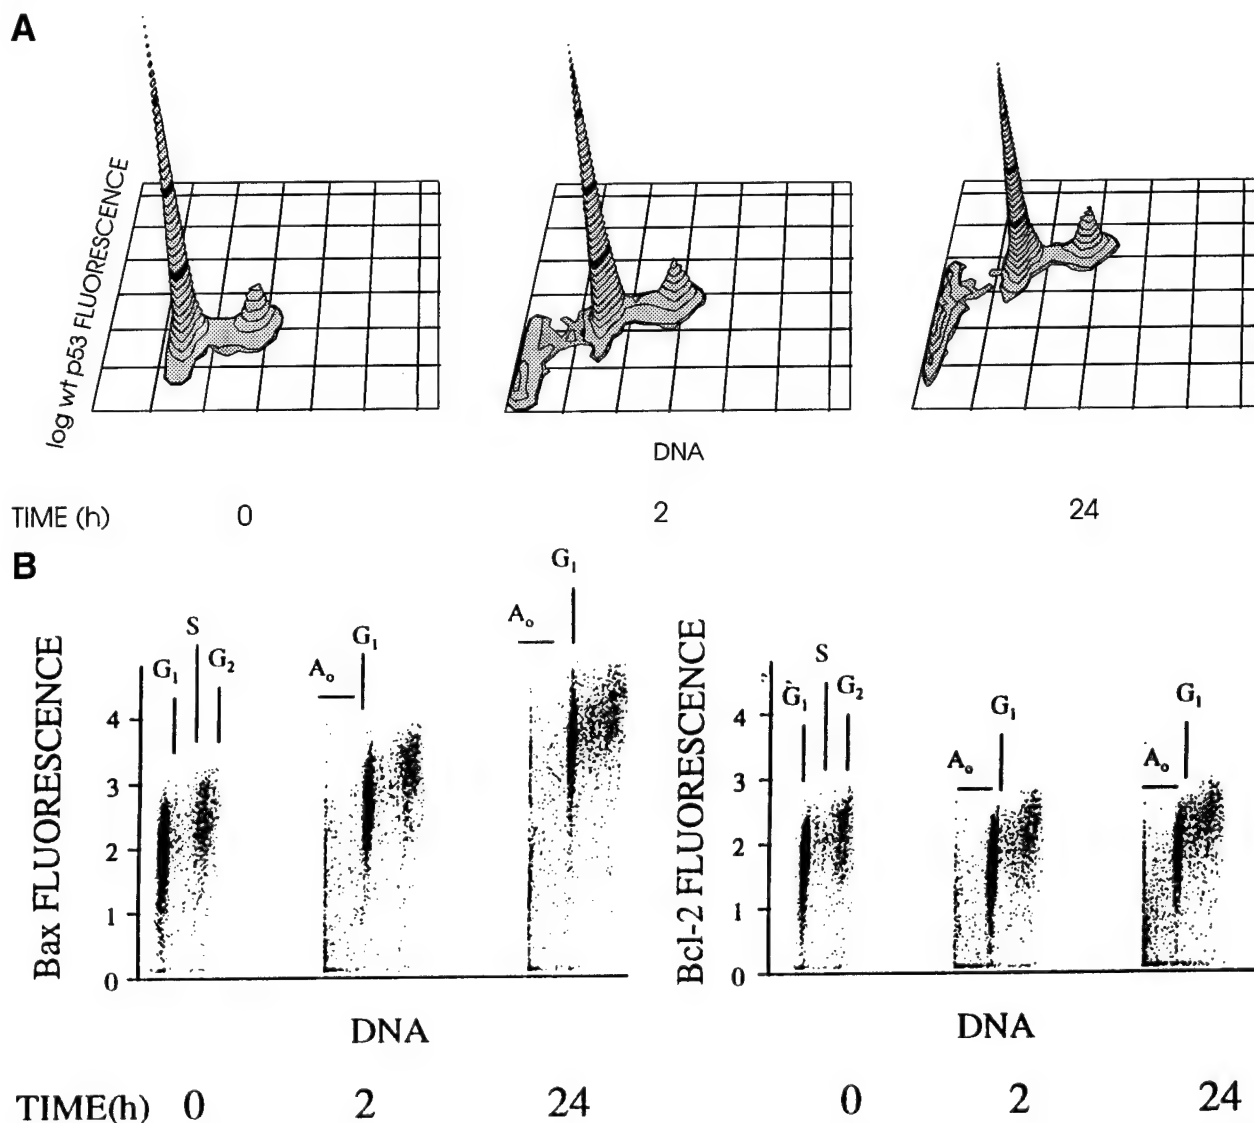 A
log wt p53 FLUORESCENCE
DNA
TIME (h) 0 2 24
B
Bax FLUORESCENCE
4
3
2
1
0
G₁ S G₂
A₀ G₁
A₀ G₁
DNA
TIME(h) 0 2 24
Bcl-2 FLUORESCENCE
4
3
2
1
0
G₁ S G₂
A₀ G₁
A₀ G₁
DNA
0 2 24